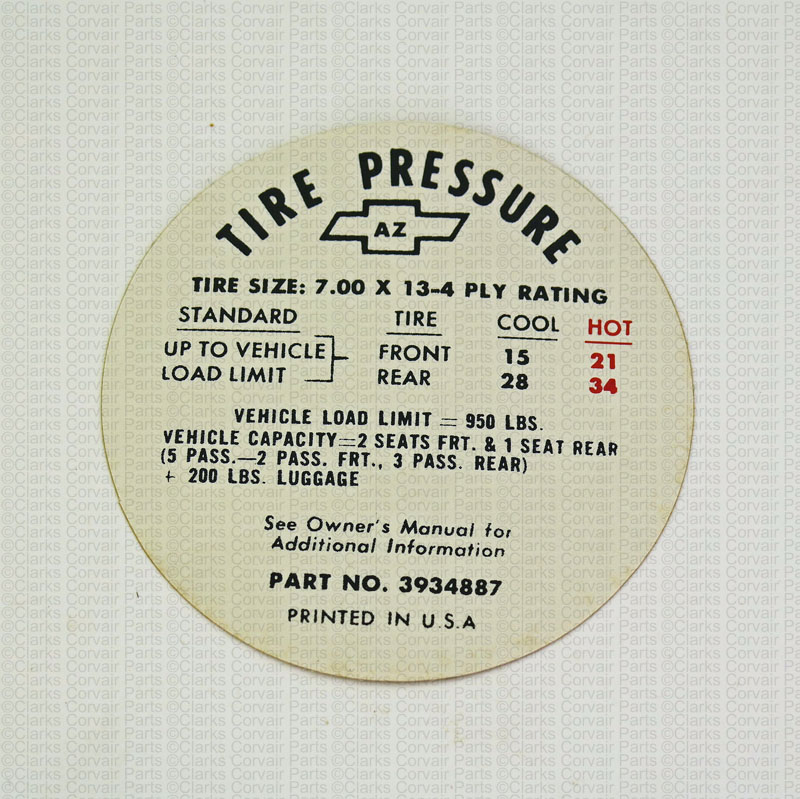 TIRE PRESSURE
AZ
TIRE SIZE: 7.00 X 13-4 PLY RATING
STANDARD TIRE COOL HOT
UP TO VEHICLE FRONT 15 21
LOAD LIMIT REAR 28 34
VEHICLE LOAD LIMIT = 950 LBS.
VEHICLE CAPACITY=2 SEATS FRT. & 1 SEAT REAR
(5 PASS.—2 PASS. FRT., 3 PASS. REAR)
+ 200 LBS. LUGGAGE
See Owner's Manual for
Additional Information
PART NO. 3934887
PRINTED IN U.S.A
©Clarks Corvair Parts